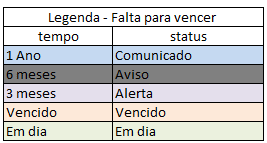 Legenda - Falta para vencer
tempo status
1 Ano Comunicado
6 meses Aviso
3 meses Alerta
Vencido Vencido
Em dia Em dia